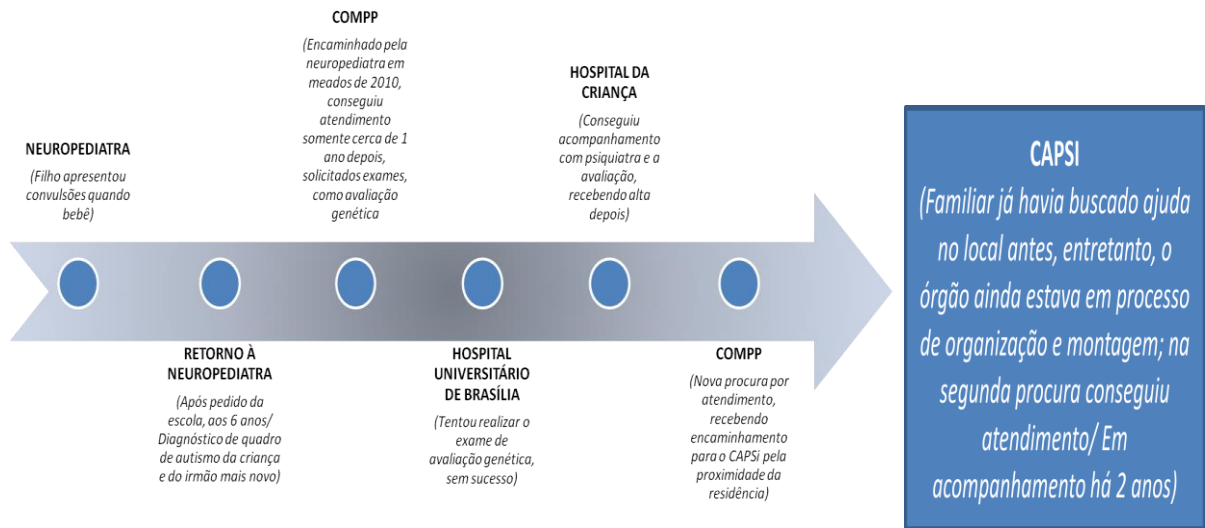 NEUROPEDIATRA
(Filho apresentou
convulsões quando
bebê)
RETORNO À
NEUROPEDIATRA
(Após pedido da
escola, aos 6 anos/
Diagnóstico de quadro
de autismo da criança
e do irmão mais novo)
COMPP
(Encaminhado pela
neuropediatra em
meados de 2010,
conseguiu
atendimento
somente cerca de 1
ano depois,
solicitados exames,
como avaliação
genética
HOSPITAL
UNIVERSITÁRIO
DE BRASÍLIA
(Tentou realizar o
exame de
avaliação genética,
sem sucesso)
HOSPITAL DA
CRIANÇA
(Conseguiu
acompanhamento
com psiquiatra e a
avaliação,
recebendo alta
depois)
COMPP
(Nova procura por
atendimento,
recebendo
encaminhamento
para o CAPSi pela
proximidade da
residência)
CAPSI
(Familiar já havia buscado ajuda
no local antes, entretanto, o
órgão ainda estava em processo
de organização e montagem; na
segunda procura conseguiu
atendimento/ Em
acompanhamento há 2 anos)